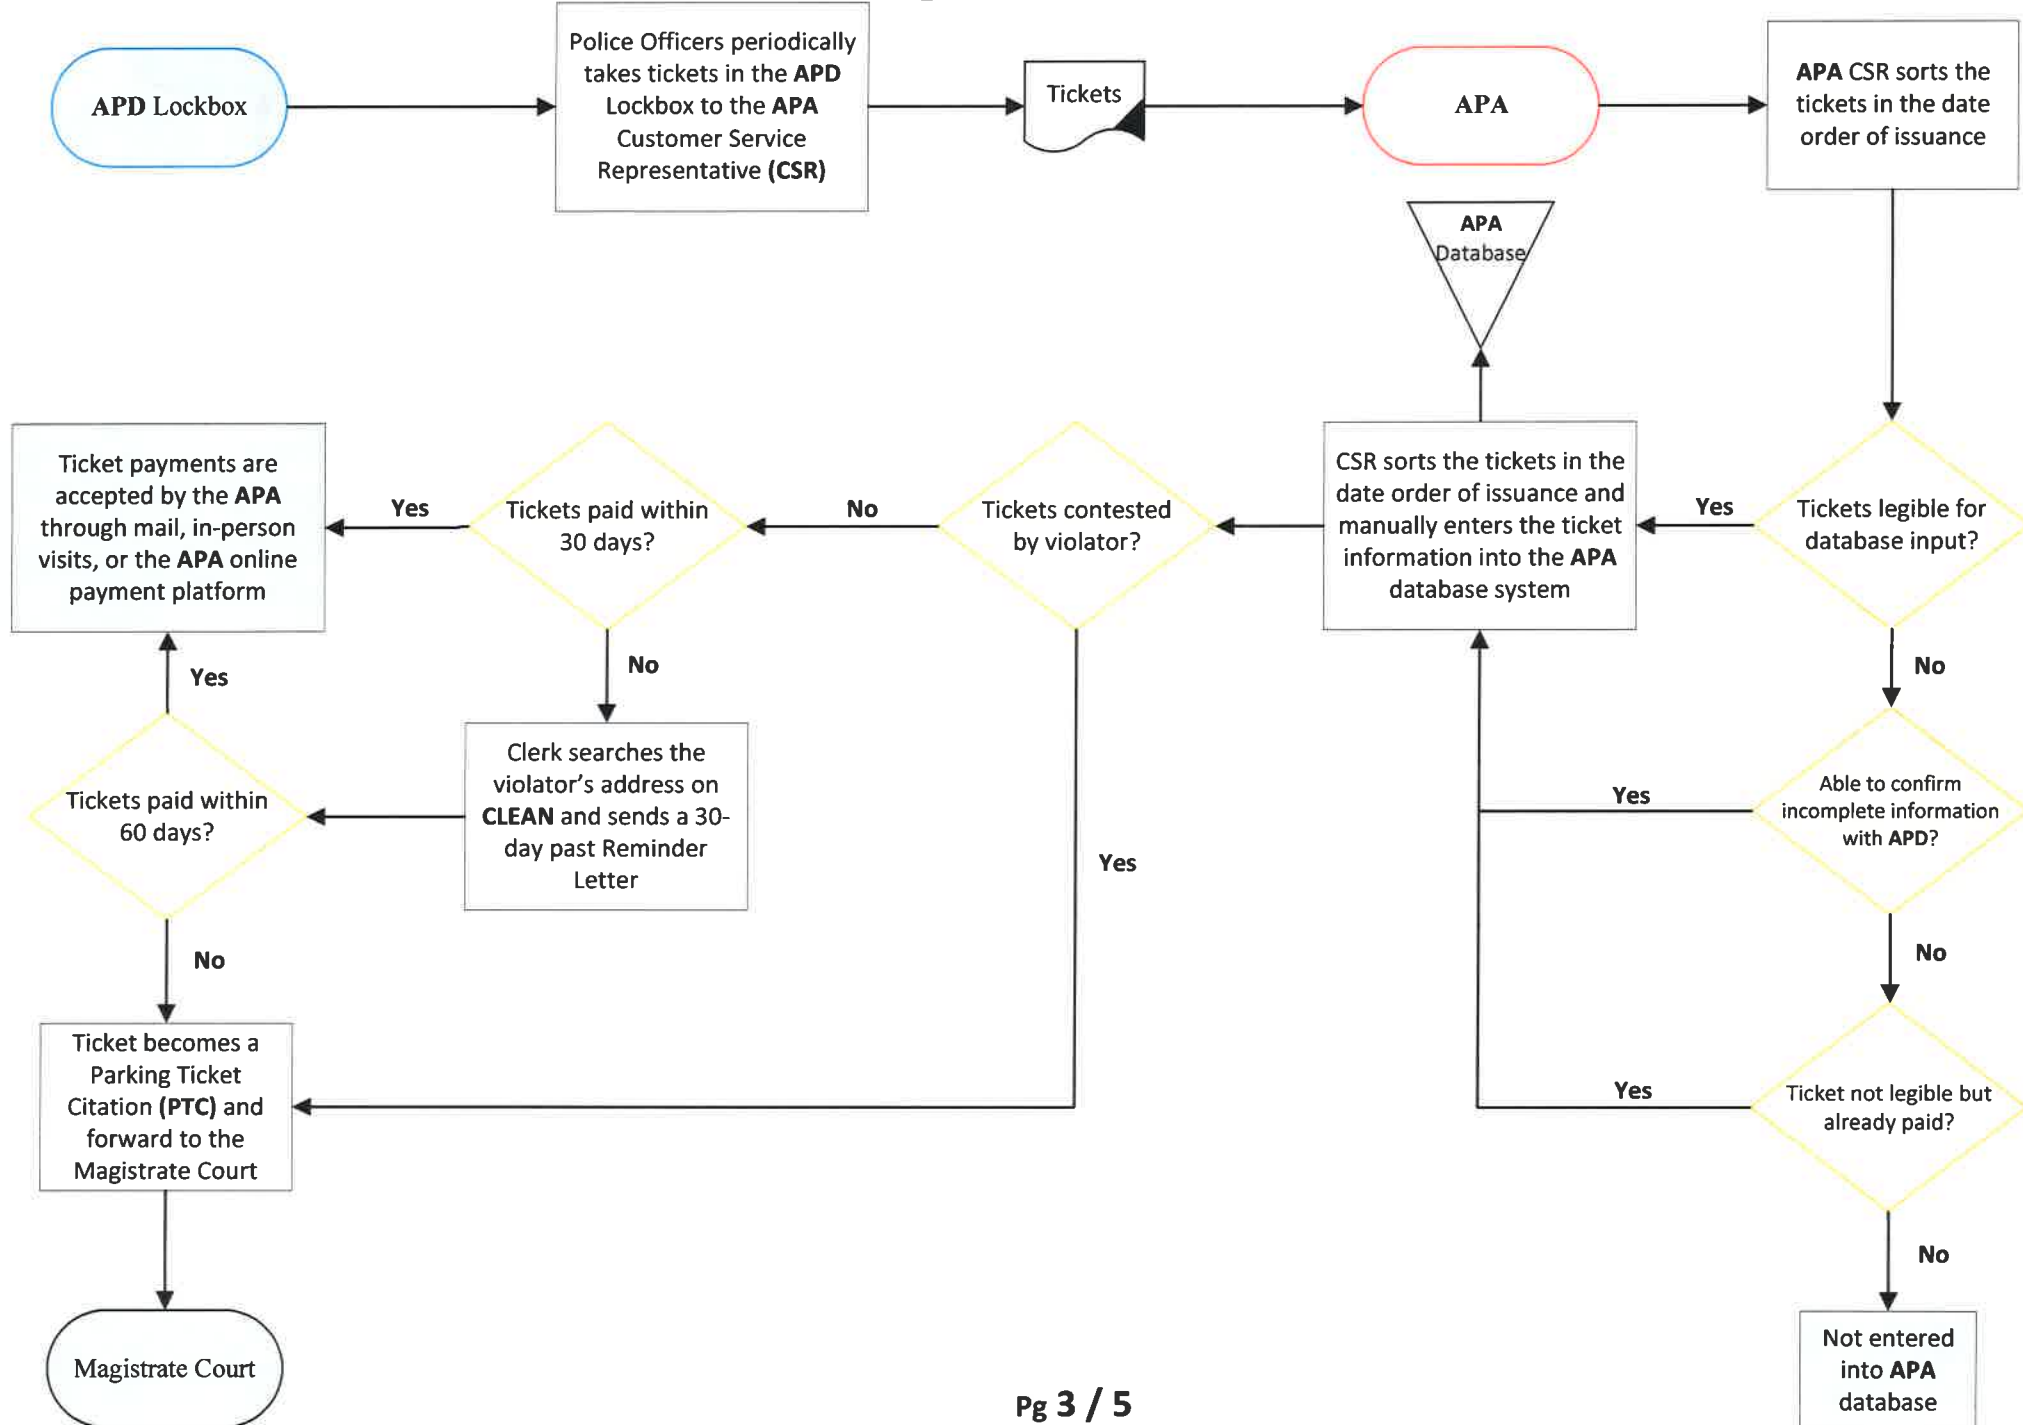 APD Lockbox
Police Officers periodically
takes tickets in the APD
Lockbox to the APA
Customer Service
Representative (CSR)
Tickets
APA
APA CSR sorts the
tickets in the date
order of issuance
APA
Database
Ticket payments are
accepted by the APA
through mail, in-person
visits, or the APA online
payment platform
Yes
Tickets paid within
30 days?
No
Tickets contested
by violator?
CSR sorts the tickets in the
date order of issuance and
manually enters the ticket
information into the APA
database system
Yes
Tickets legible for
database input?
Yes
No
No
Tickets paid within
60 days?
Clerk searches the
violator's address on
CLEAN and sends a 30-
day past Reminder
Letter
Yes
Yes
Able to confirm
incomplete information
with APD?
No
No
Ticket becomes a
Parking Ticket
Citation (PTC) and
forward to the
Magistrate Court
Yes
Ticket not legible but
already paid?
No
Magistrate Court
Not entered
into APA
database
Pg 3 / 5